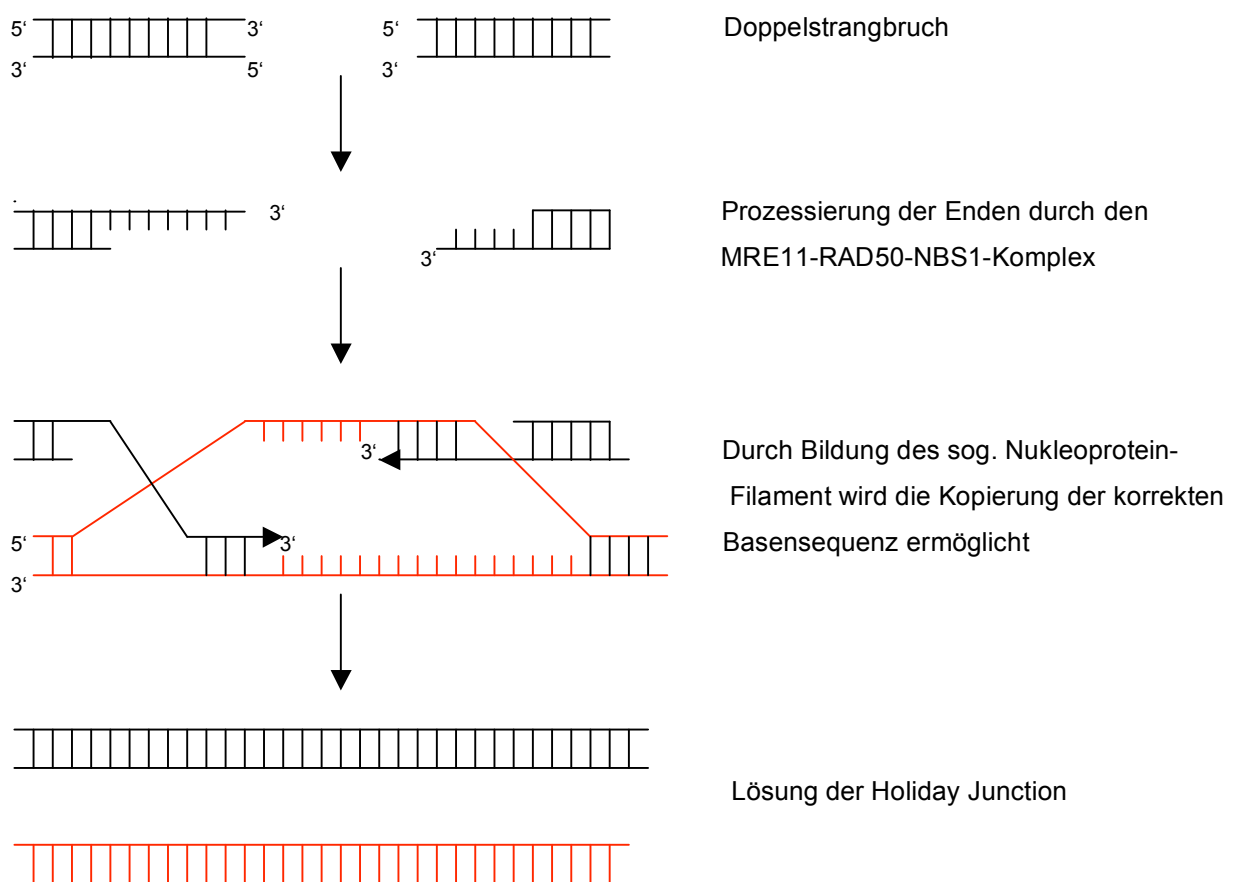 5‘ 3‘ 5‘ Doppelstrangbruch
3‘ 5‘ 3‘
3‘ Prozessierung der Enden durch den
3‘ MRE11-RAD50-NBS1-Komplex
3‘ Durch Bildung des sog. Nukleoprotein-
Filament wird die Kopierung der korrekten
5‘ 3‘ Basensequenz ermöglicht
3‘
Lösung der Holiday Junction